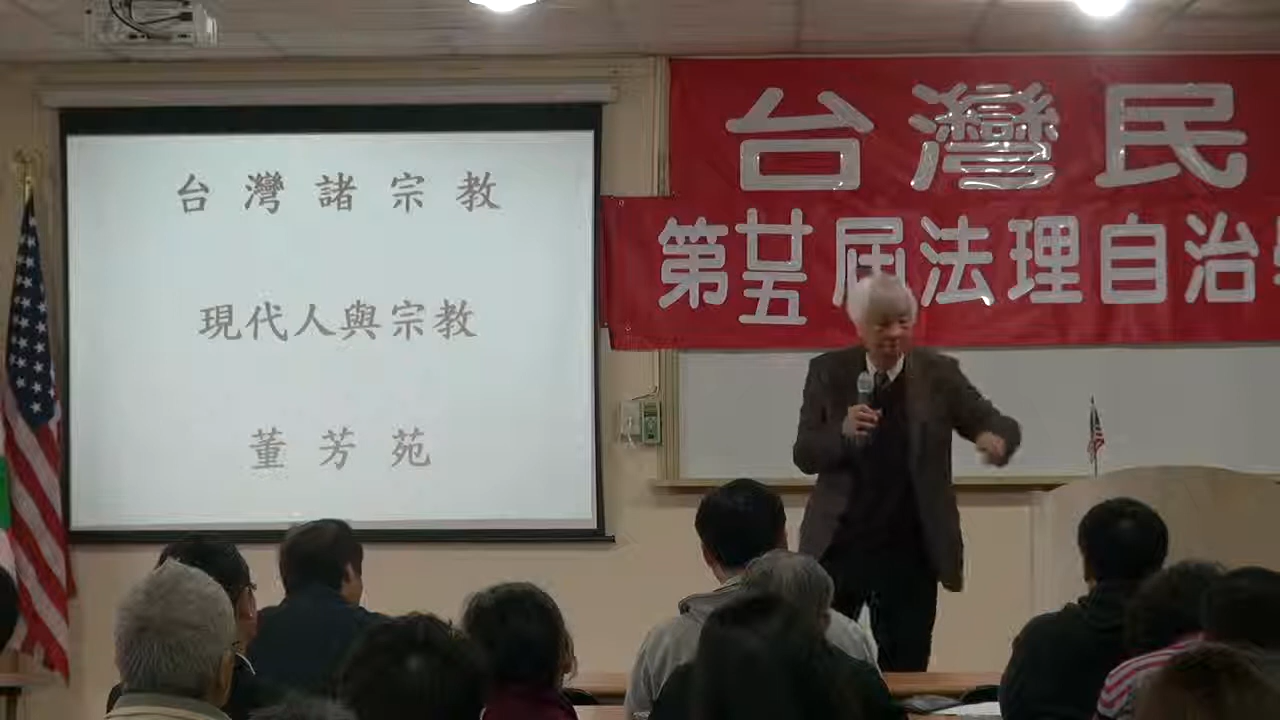 台灣諸宗教
現代人與宗教
董芳苑
台灣民
第廿五屆法理自治